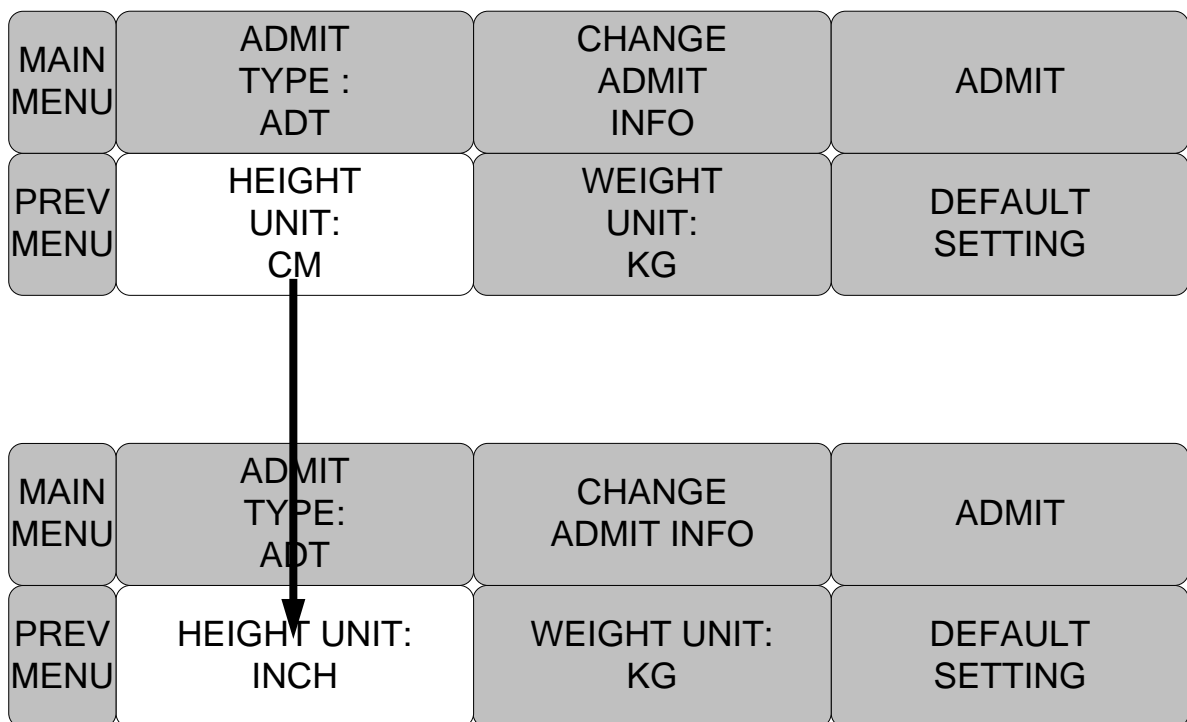 MAIN
MENU
ADMIT
TYPE :
ADT
CHANGE
ADMIT
INFO
ADMIT
PREV
MENU
HEIGHT
UNIT:
CM
WEIGHT
UNIT:
KG
DEFAULT
SETTING
MAIN
MENU
ADMIT
TYPE:
ADT
CHANGE
ADMIT INFO
ADMIT
PREV
MENU
HEIGHT UNIT:
INCH
WEIGHT UNIT:
KG
DEFAULT
SETTING